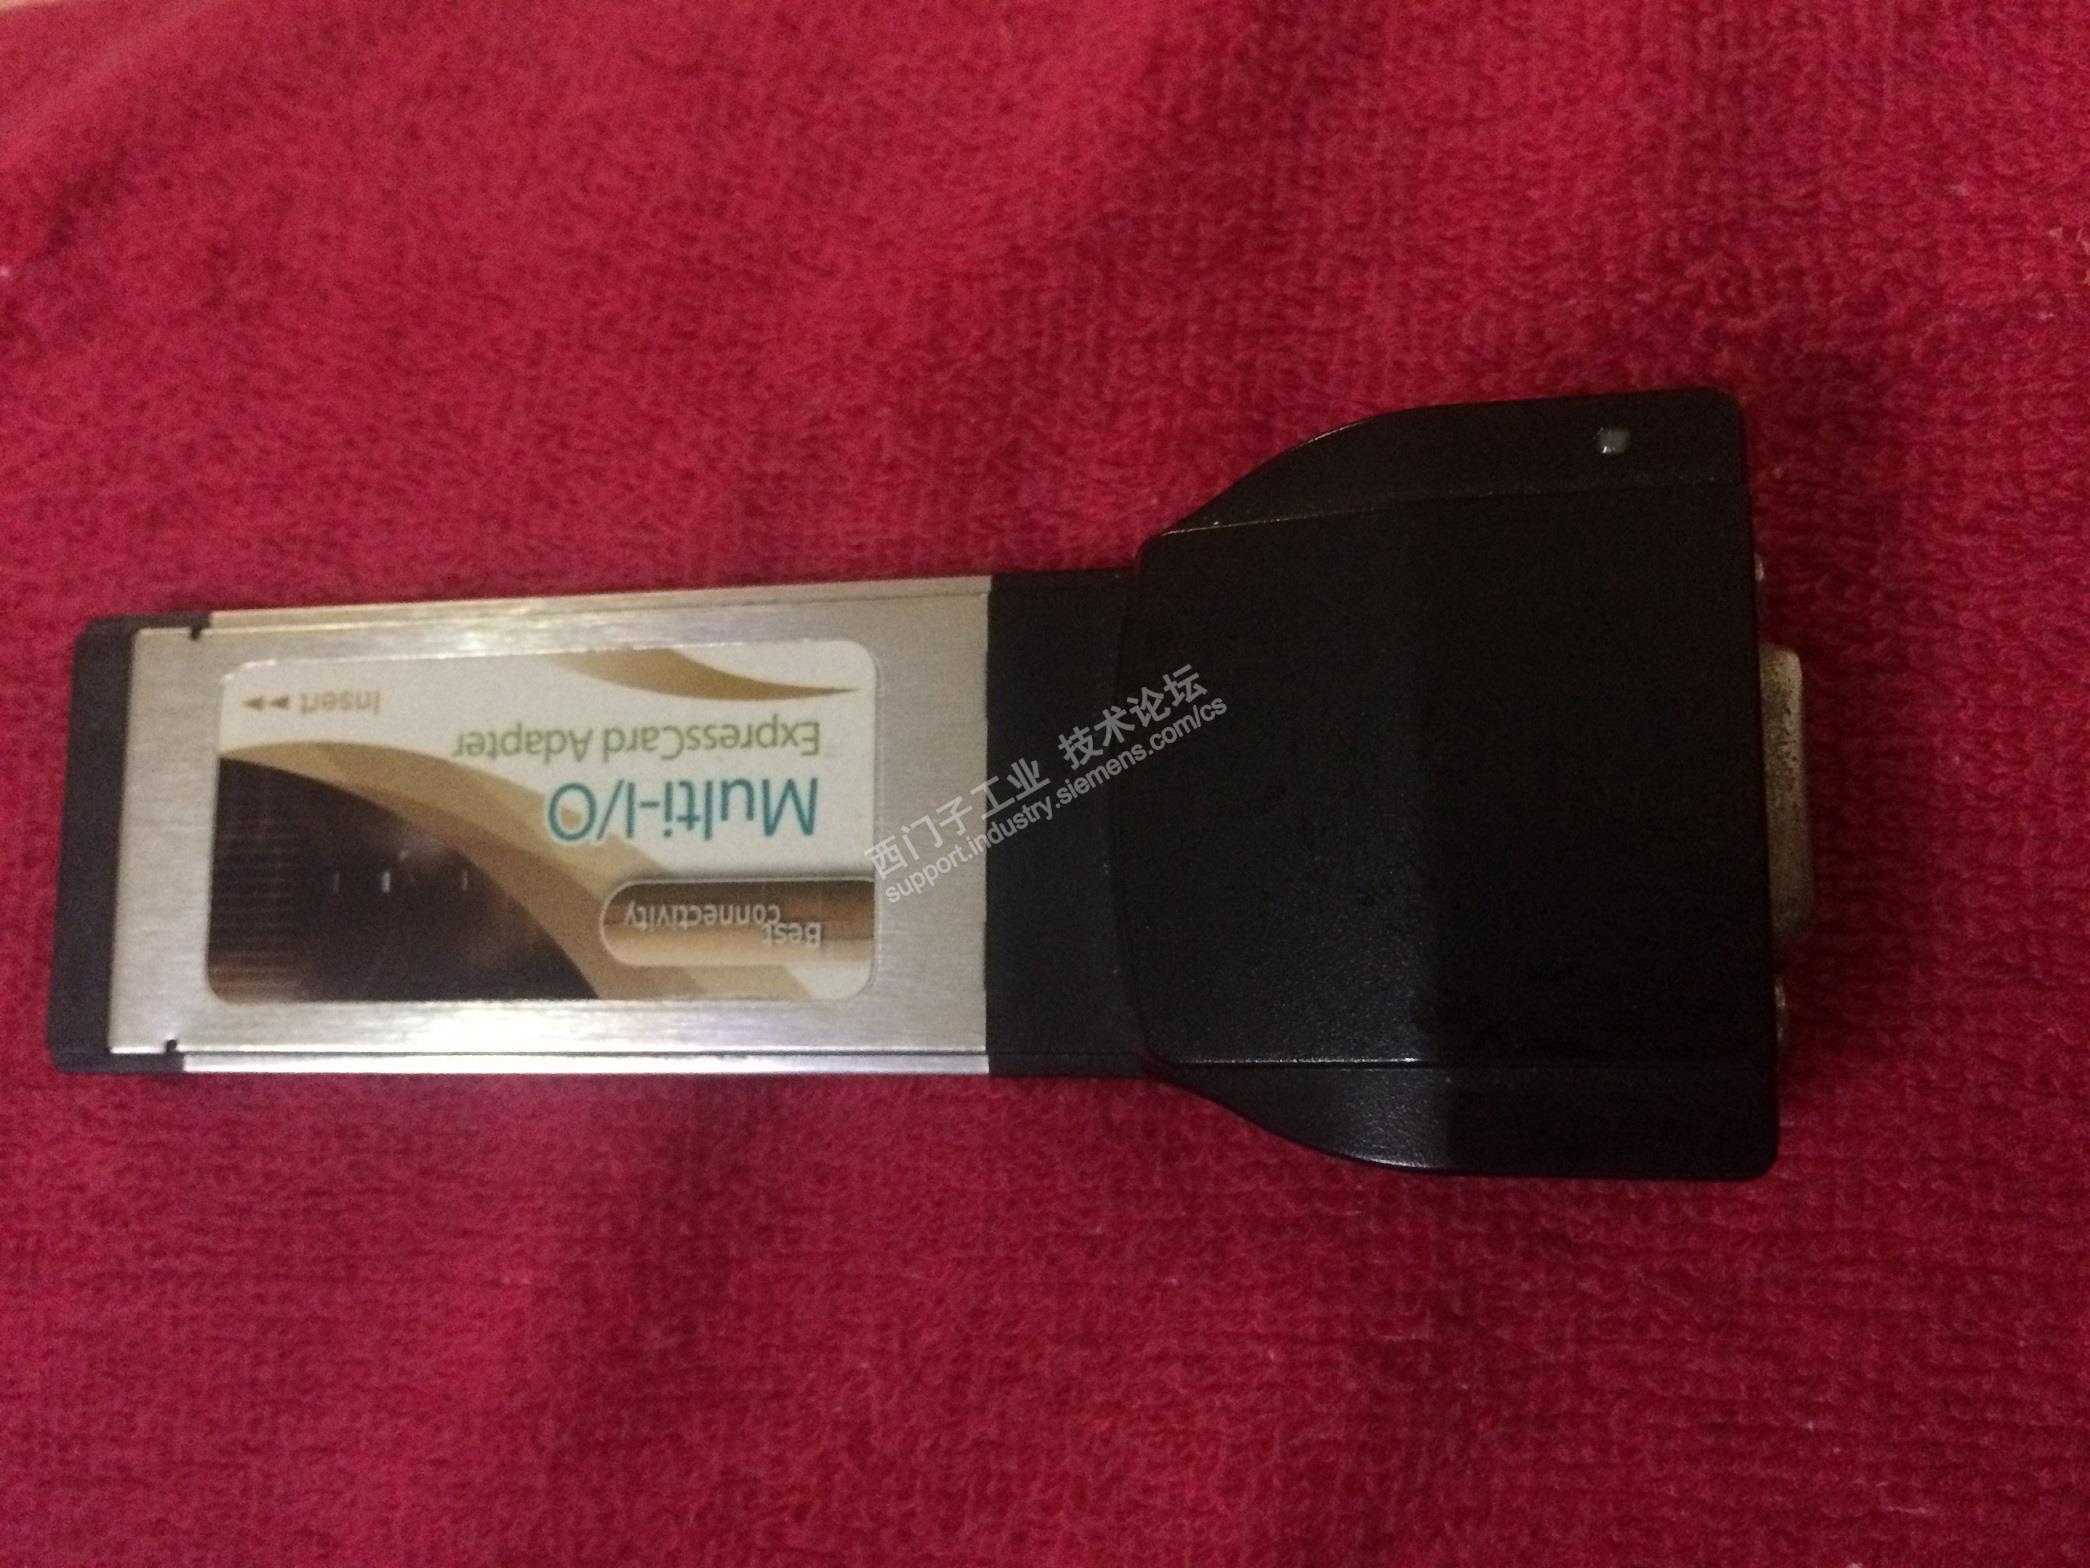 Best
connectivity
Multi-I/O
ExpressCard Adapter
Insert
西门子工业 技术论坛
support.industry.siemens.com/cs